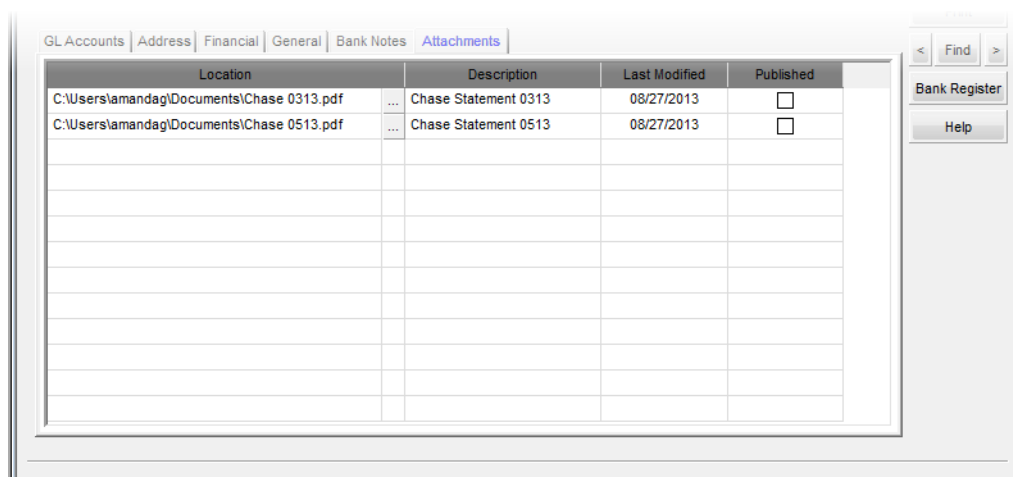 GL Accounts Address Financial General Bank Notes Attachments
< Find >
Location Description Last Modified Published
Bank Register
C:\Users\amandag\Documents\Chase 0313.pdf ... Chase Statement 0313 08/27/2013
C:\Users\amandag\Documents\Chase 0513.pdf ... Chase Statement 0513 08/27/2013
Help